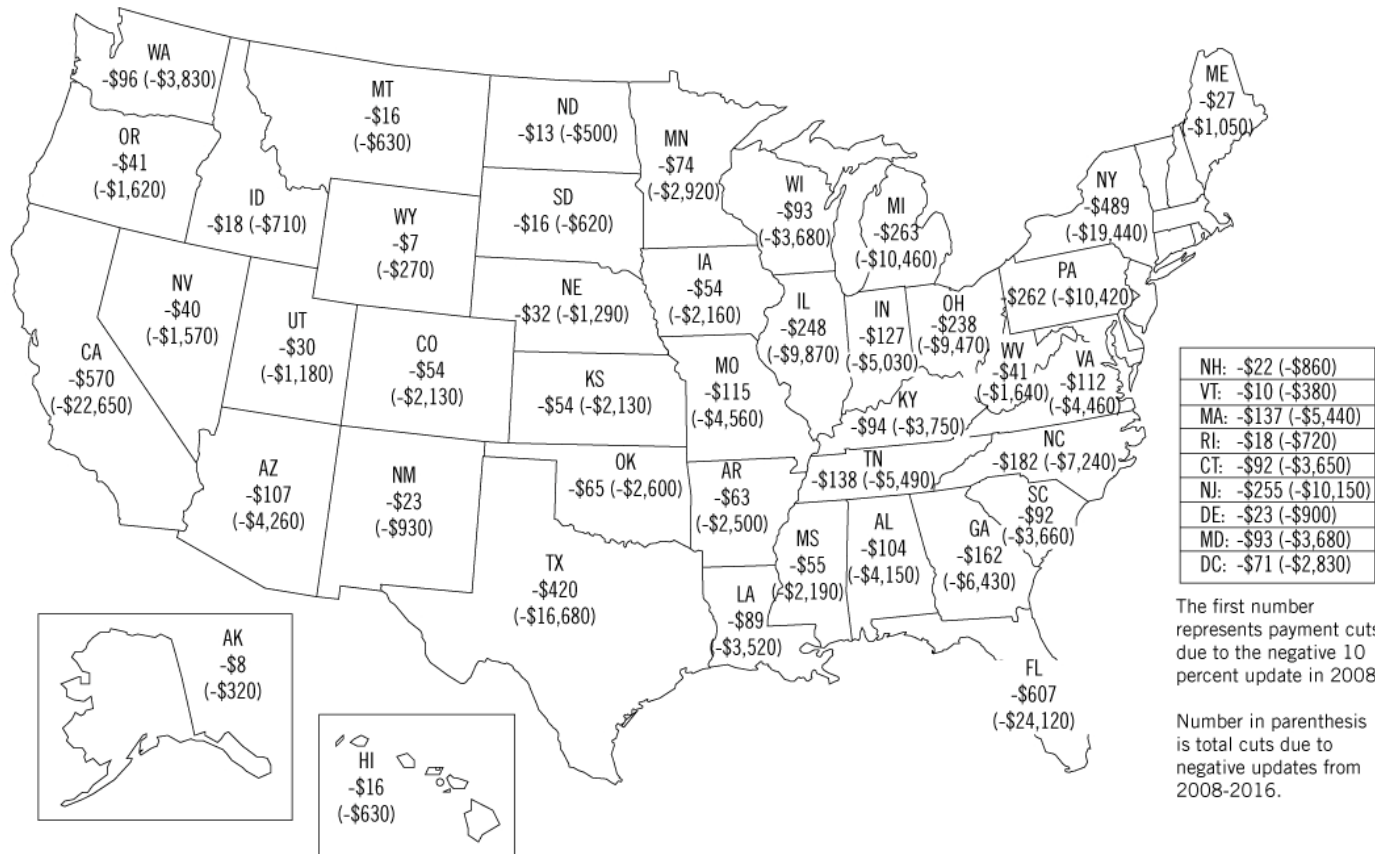 WA
-$96 (-$3,830)
OR
-$41
(-$1,620)
ID
-$18 (-$710)
MT
-$16
(-$630)
ND
-$13 (-$500)
SD
-$16 (-$620)
WY
-$7
(-$270)
NE
-$32 (-$1,290)
MN
-$74
(-$2,920)
WI
-$93
(-$3,680)
MI
-$263
(-$10,460)
IA
-$54
(-$2,160)
NY
-$489
(-$19,440)
ME
-$27
(-$1,050)
PA
-$262 (-$10,420)
NV
-$40
(-$1,570)
UT
-$30
(-$1,180)
CO
-$54
(-$2,130)
CA
-$570
(-$22,650)
KS
-$54 (-$2,130)
MO
-$115
(-$4,560)
IL
-$248
(-$9,870)
IN
-$127
(-$5,030)
OH
-$238
(-$9,470)
WV
-$41
(-$1,640)
VA
-$112
(-$4,460)
KY
-$94 (-$3,750)
NC
-$182 (-$7,240)
TN
-$138 (-$5,490)
SC
-$92
(-$3,660)
AZ
-$107
(-$4,260)
NM
-$23
(-$930)
OK
-$65 (-$2,600)
AR
-$63
(-$2,500)
TX
-$420
(-$16,680)
LA
-$89
(-$3,520)
MS
-$55
(-$2,190)
AL
-$104
(-$4,150)
GA
-$162
(-$6,430)
FL
-$607
(-$24,120)
AK
-$8
(-$320)
HI
-$16
(-$630)
NH: -$22 (-$860)
VT: -$10 (-$380)
MA: -$137 (-$5,440)
RI: -$18 (-$720)
CT: -$92 (-$3,650)
NJ: -$255 (-$10,150)
DE: -$23 (-$900)
MD: -$93 (-$3,680)
DC: -$71 (-$2,830)
The first number
represents payment cuts
due to the negative 10
percent update in 2008
Number in parenthesis
is total cuts due to
negative updates from
2008-2016.